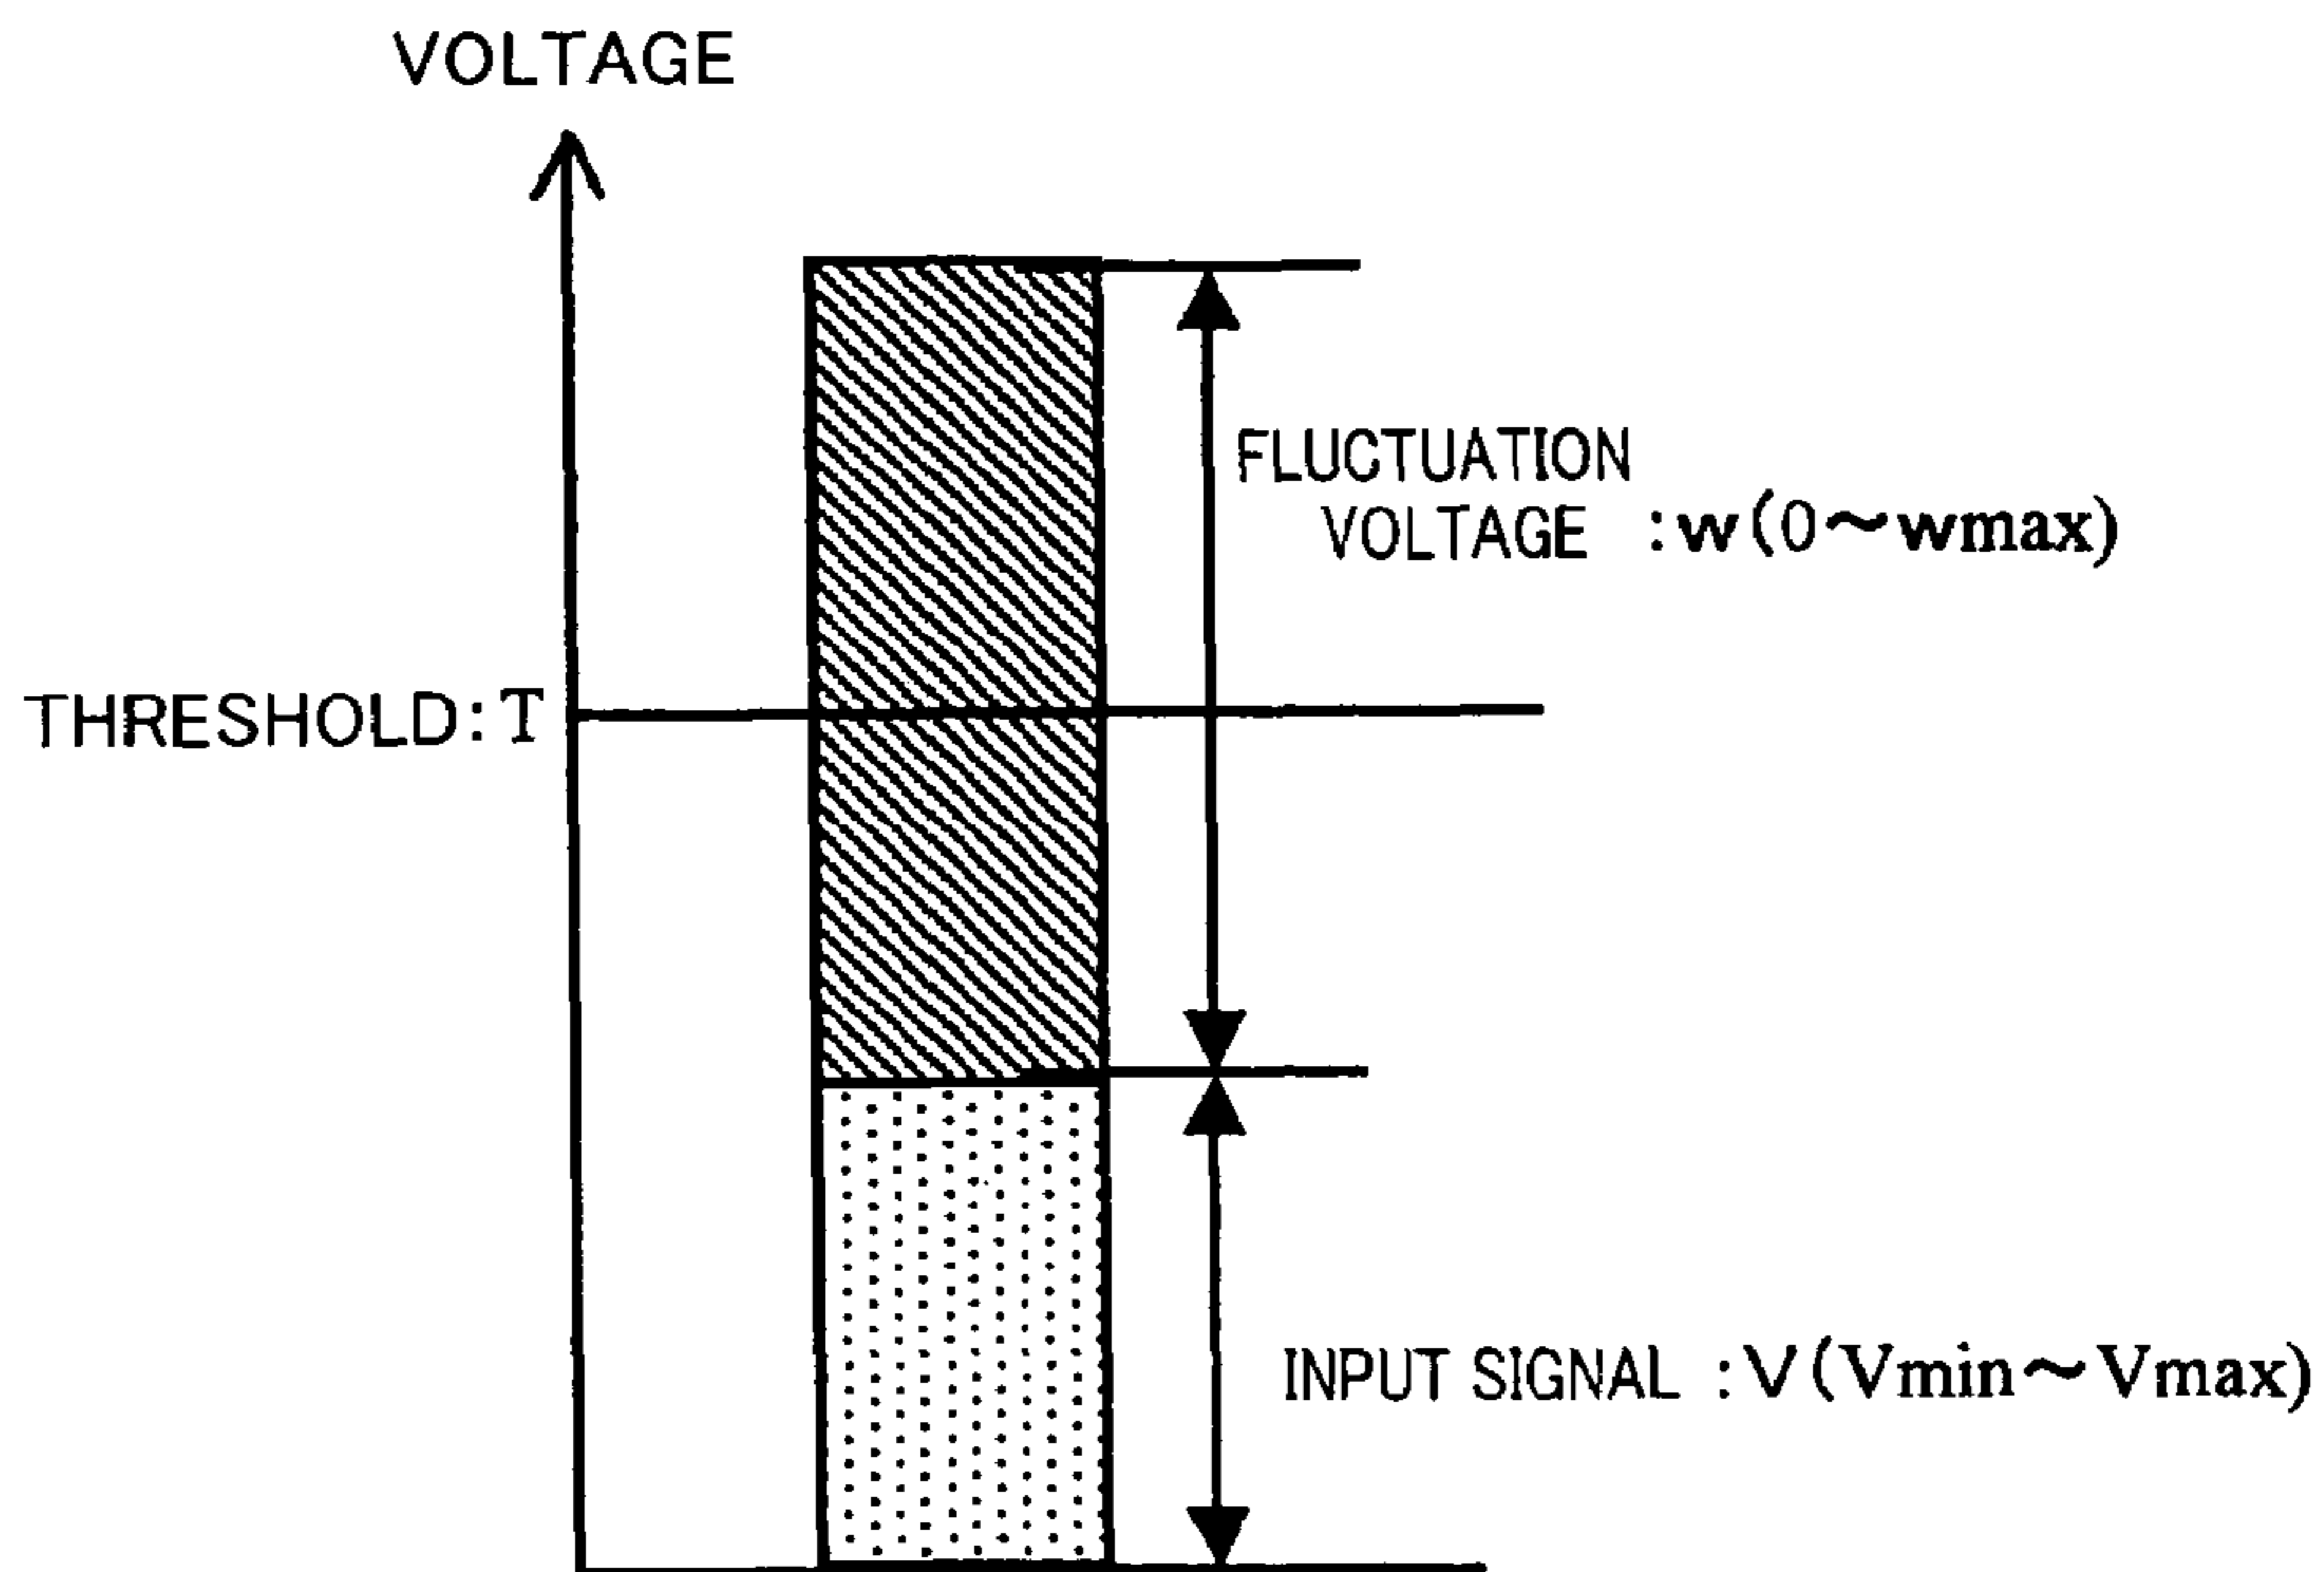 VOLTAGE
FLUCTUATION
VOLTAGE :w(0~wmax)
THRESHOLD:T
INPUT SIGNAL :V(Vmin~Vmax)